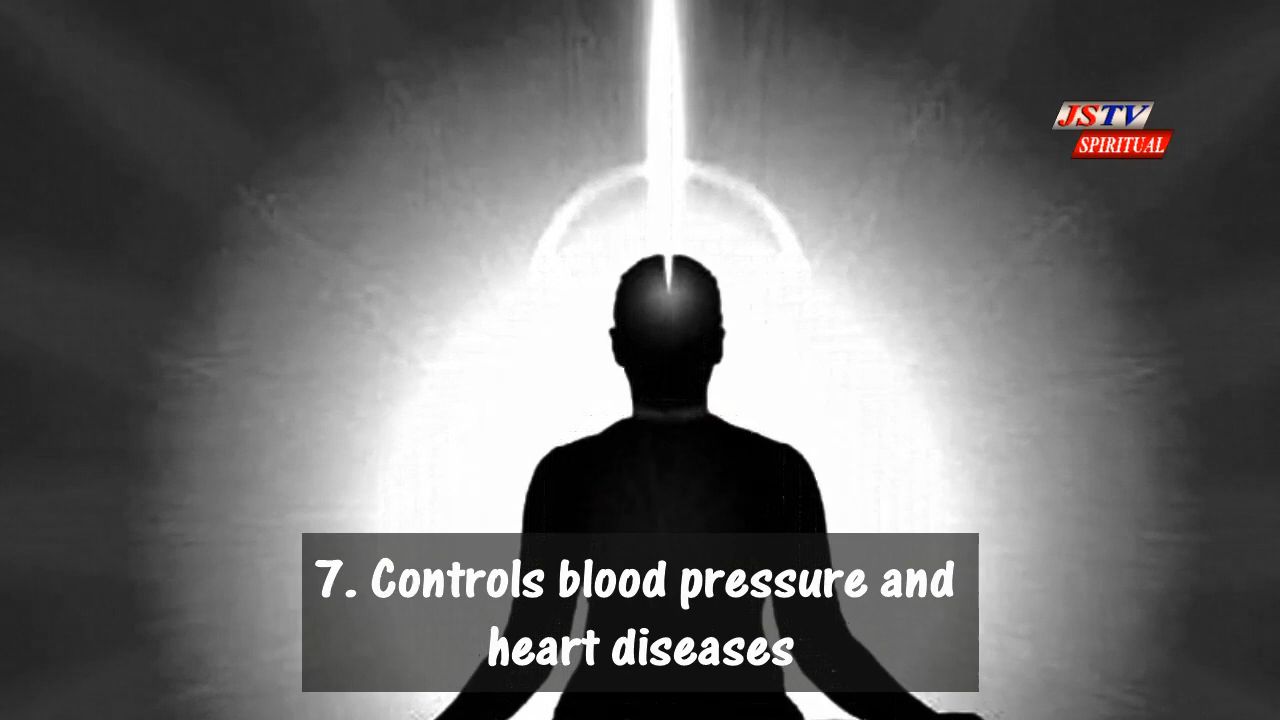 JSTV
SPIRITUAL
7. Controls blood pressure and
heart diseases